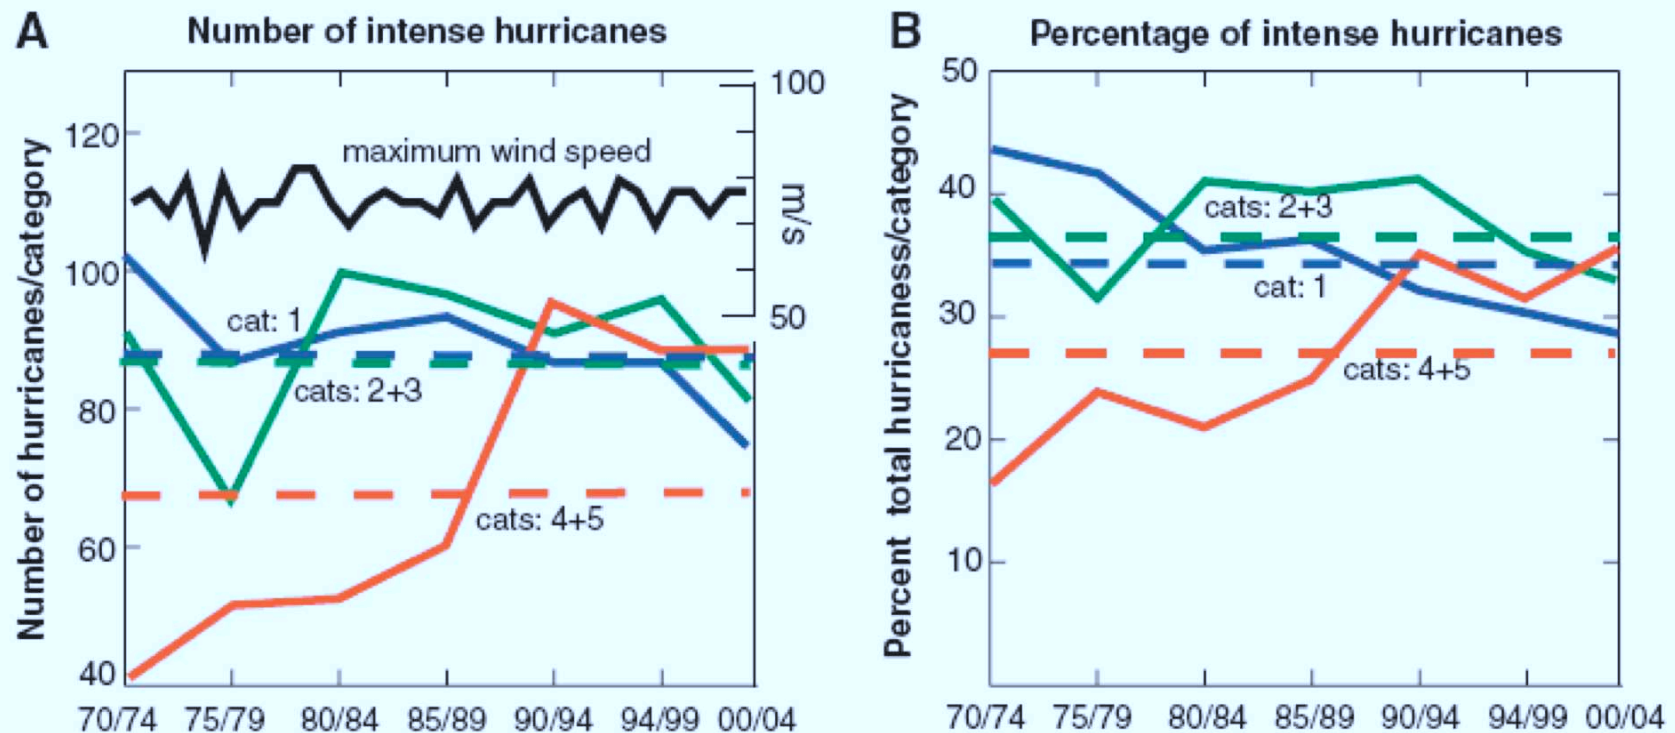 A
Number of intense hurricanes
Number of hurricanes/category
120
100
80
60
40
100
50
m/s
maximum wind speed
cat: 1
cats: 2+3
cats: 4+5
70/74 75/79 80/84 85/89 90/94 94/99 00/04
B
Percentage of intense hurricanes
Percent total hurricaness/category
50
40
30
20
10
cats: 2+3
cat: 1
cats: 4+5
70/74 75/79 80/84 85/89 90/94 94/99 00/04